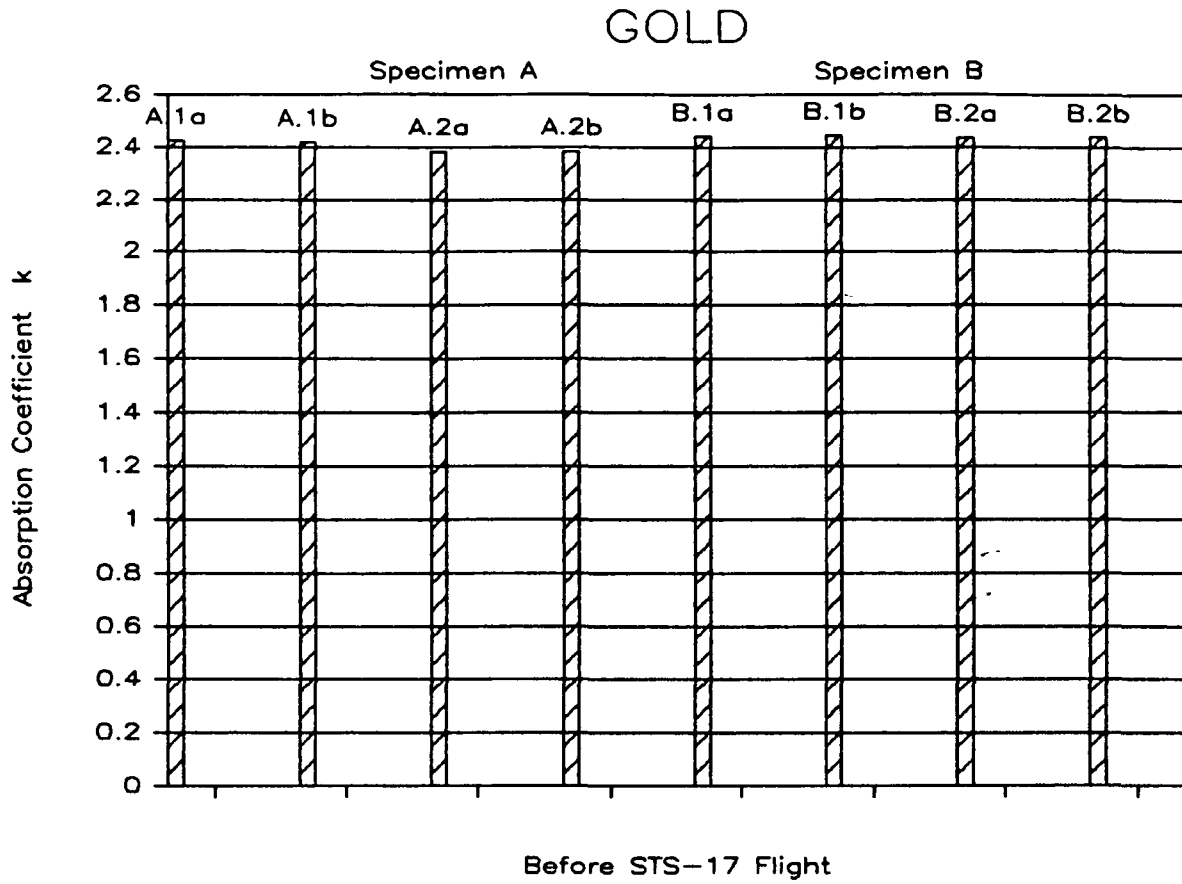 GOLD
Specimen A Specimen B
2.6
A.1a A.1b A.2a A.2b B.1a B.1b B.2a B.2b
2.4
2.2
2
1.8
1.6
1.4
1.2
1
0.8
0.6
0.4
0.2
0
Absorption Coefficient k
Before STS-17 Flight